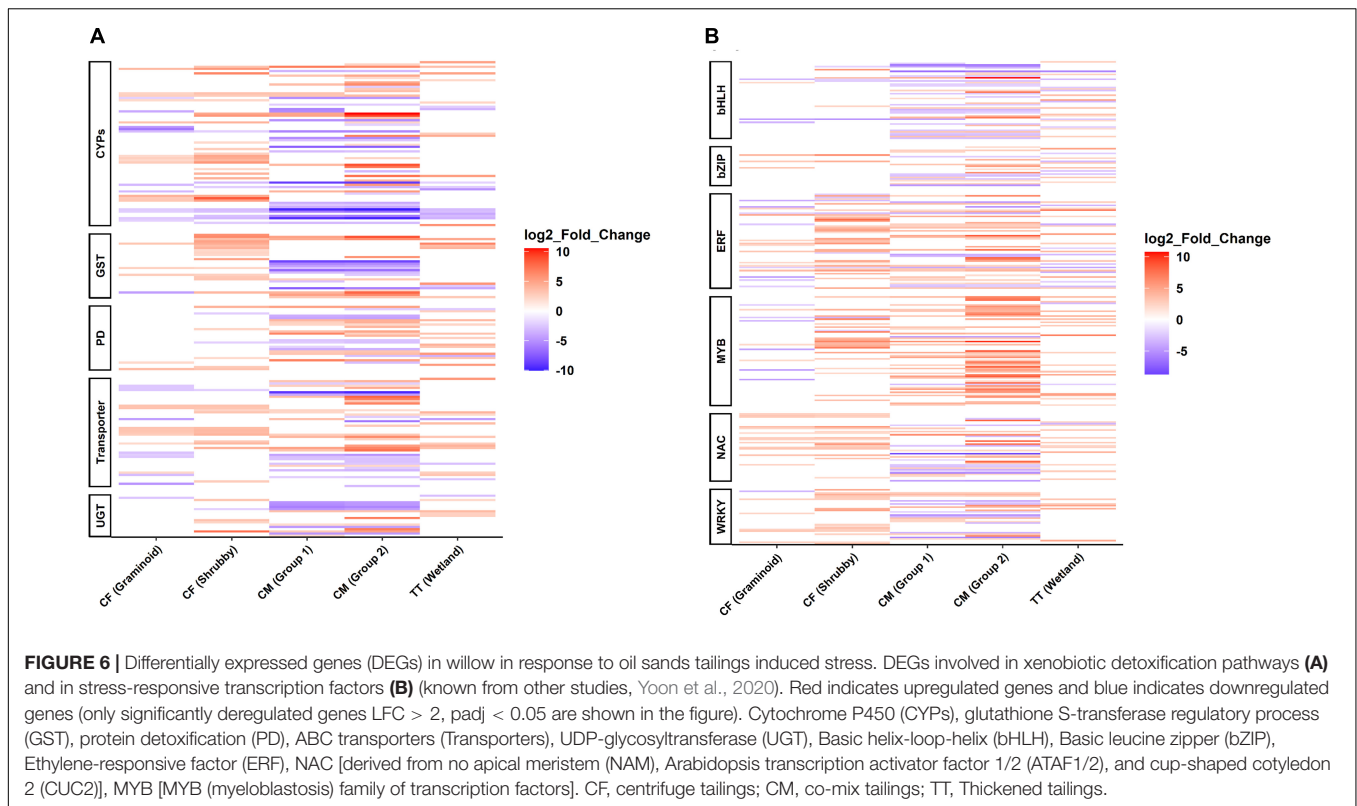 A
CYPs
GST
PD
Transporter
UGT
CF (Graminoid)
CF (Shrubby)
CM (Group 1)
CM (Group 2)
TT (Wetland)
log2_Fold_Change
10
5
0
-5
-10
B
bHLH
bZIP
ERF
MYB
NAC
WRKY
CF (Graminoid)
CF (Shrubby)
CM (Group 1)
CM (Group 2)
TT (Wetland)
log2_Fold_Change
10
5
0
-5
FIGURE 6 | Differentially expressed genes (DEGs) in willow in response to oil sands tailings induced stress. DEGs involved in xenobiotic detoxification pathways (A)
and in stress-responsive transcription factors (B) (known from other studies, Yoon et al., 2020). Red indicates upregulated genes and blue indicates downregulated
genes (only significantly deregulated genes LFC > 2, padj < 0.05 are shown in the figure). Cytochrome P450 (CYPs), glutathione S-transferase regulatory process
(GST), protein detoxification (PD), ABC transporters (Transporters), UDP-glycosyltransferase (UGT), Basic helix-loop-helix (bHLH), Basic leucine zipper (bZIP),
Ethylene-responsive factor (ERF), NAC [derived from no apical meristem (NAM), Arabidopsis transcription activator factor 1/2 (ATAF1/2), and cup-shaped cotyledon
2 (CUC2)], MYB [MYB (myeloblastosis) family of transcription factors]. CF, centrifuge tailings; CM, co-mix tailings; TT, Thickened tailings.